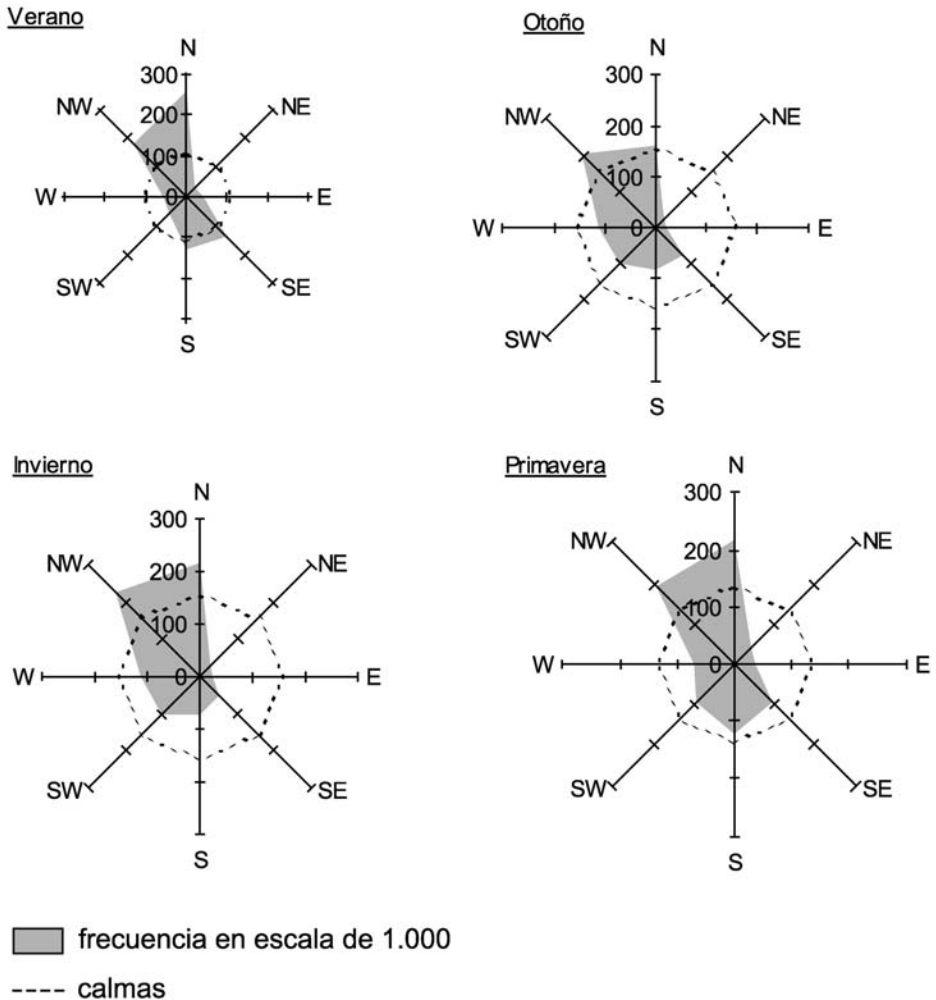 Verano
N
300
NW
NE
200
100
W
0
E
SW
SE
S
Otoño
N
300
NW
NE
200
100
W
0
E
SW
SE
S
Invierno
N
300
NW
NE
200
100
W
0
E
SW
SE
S
Primavera
N
300
NW
NE
200
100
W
0
E
SW
SE
S
frecuencia en escala de 1.000
calmas